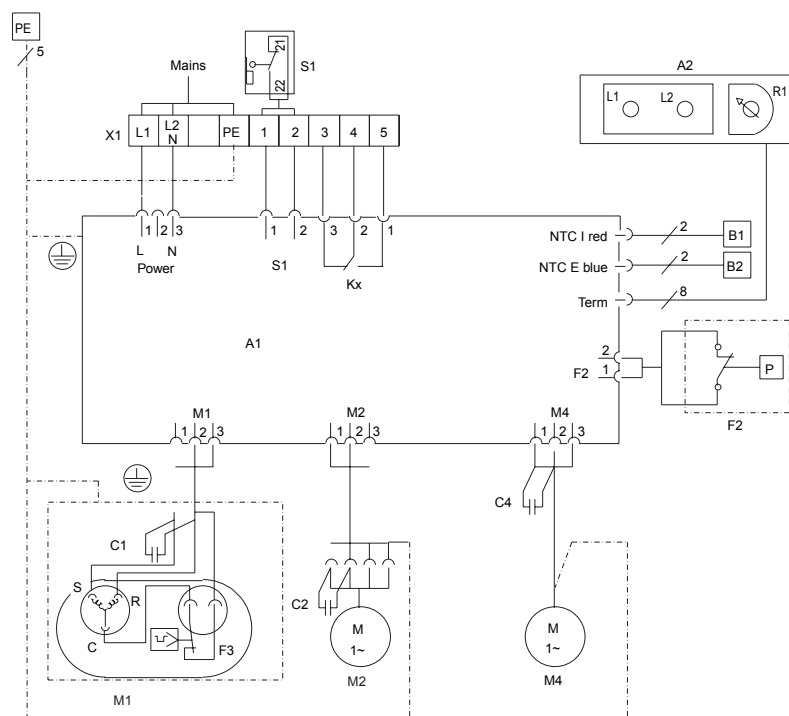 PE
5
Mains
S1
21
22
A2
L1
L2
R1
X1
L1
L2
N
PE
1
2
3
4
5
1
2
3
L
N
Power
1
2
S1
3
2
1
Kx
NTC I red
2
B1
NTC E blue
2
B2
Term
8
A1
2
1
F2
P
F2
M1
1
2
3
M2
1
2
3
M4
1
2
3
C1
C4
C2
S
R
C
F3
M
1~
M
1~
M1
M2
M4